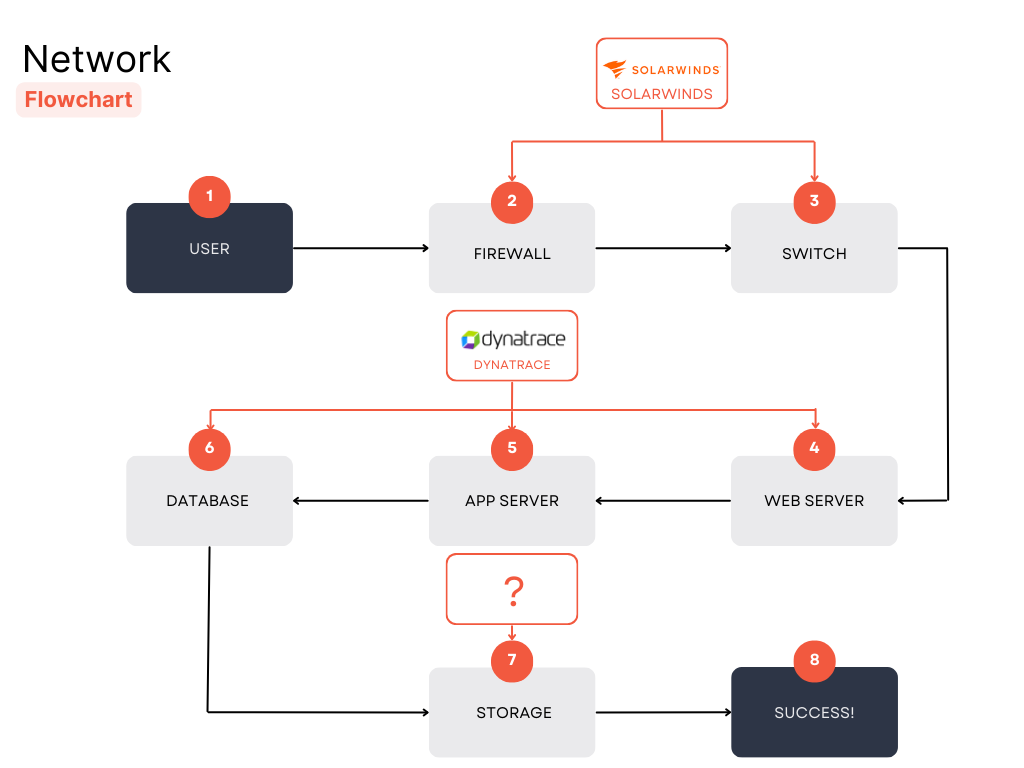 Network
Flowchart
SOLARWINDS
SOLARWINDS
1
USER
2
FIREWALL
3
SWITCH
dynatrace
DYNATRACE
6
DATABASE
5
APP SERVER
4
WEB SERVER
?
7
STORAGE
8
SUCCESS!